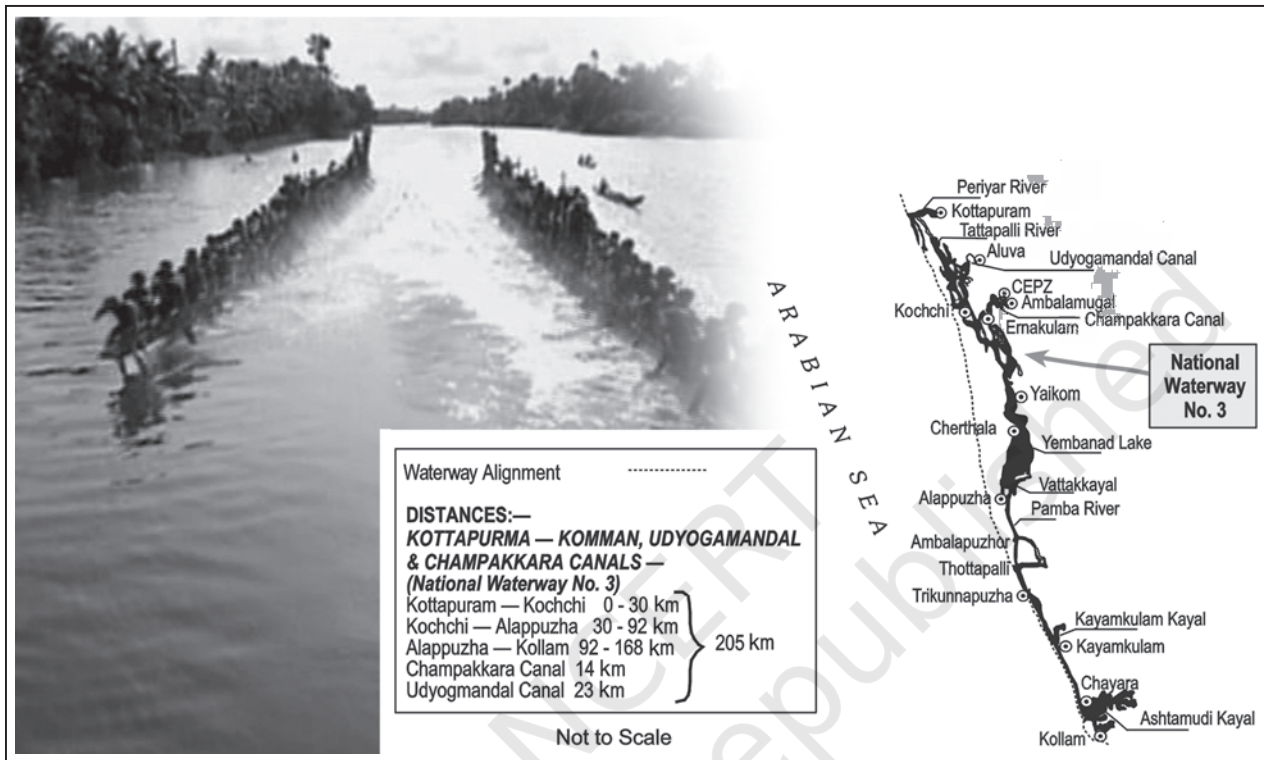 Periyar River
Kottapuram
Tattapalli River
Aluva
Udyogamandal Canal
CEPZ
Ambalamugal
Kochchi
Champakkara Canal
Ernakulam
National
Waterway
No. 3
ARABIAN SEA
Yaikom
Cherthala
Yembanad Lake
Vattakkayal
Alappuzha
Pamba River
Ambalapuzhor
Thottapalli
Trikunnapuzha
Kayamkulam Kayal
Kayamkulam
Chayara
Ashtamudi Kayal
Kollam
Waterway Alignment
DISTANCES:—
KOTTAPURMA — KOMMAN, UDYOGAMANDAL
& CHAMPAKKARA CANALS —
(National Waterway No. 3)
Kottapuram — Kochchi 0 - 30 km
Kochchi — Alappuzha 30 - 92 km
Alappuzha — Kollam 92 - 168 km
Champakkara Canal 14 km
Udyogmandal Canal 23 km
205 km
Not to Scale
NCERT
republished